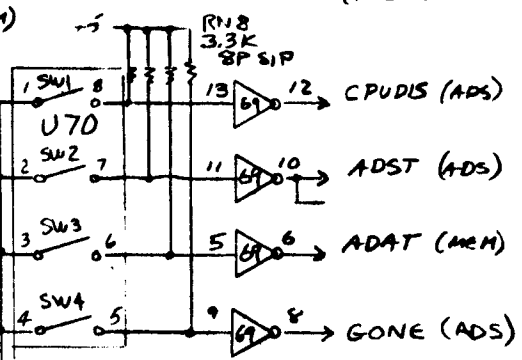 +5
RN8
3.3K
8P SIP
1 SW1 8 13 69 12 CPUDIS (ADS)
U70
2 SW2 7 11 69 10 ADST (ADS)
3 SW3 6 5 69 6 ADAT (MEM)
4 SW4 5 9 69 8 GONE (ADS)